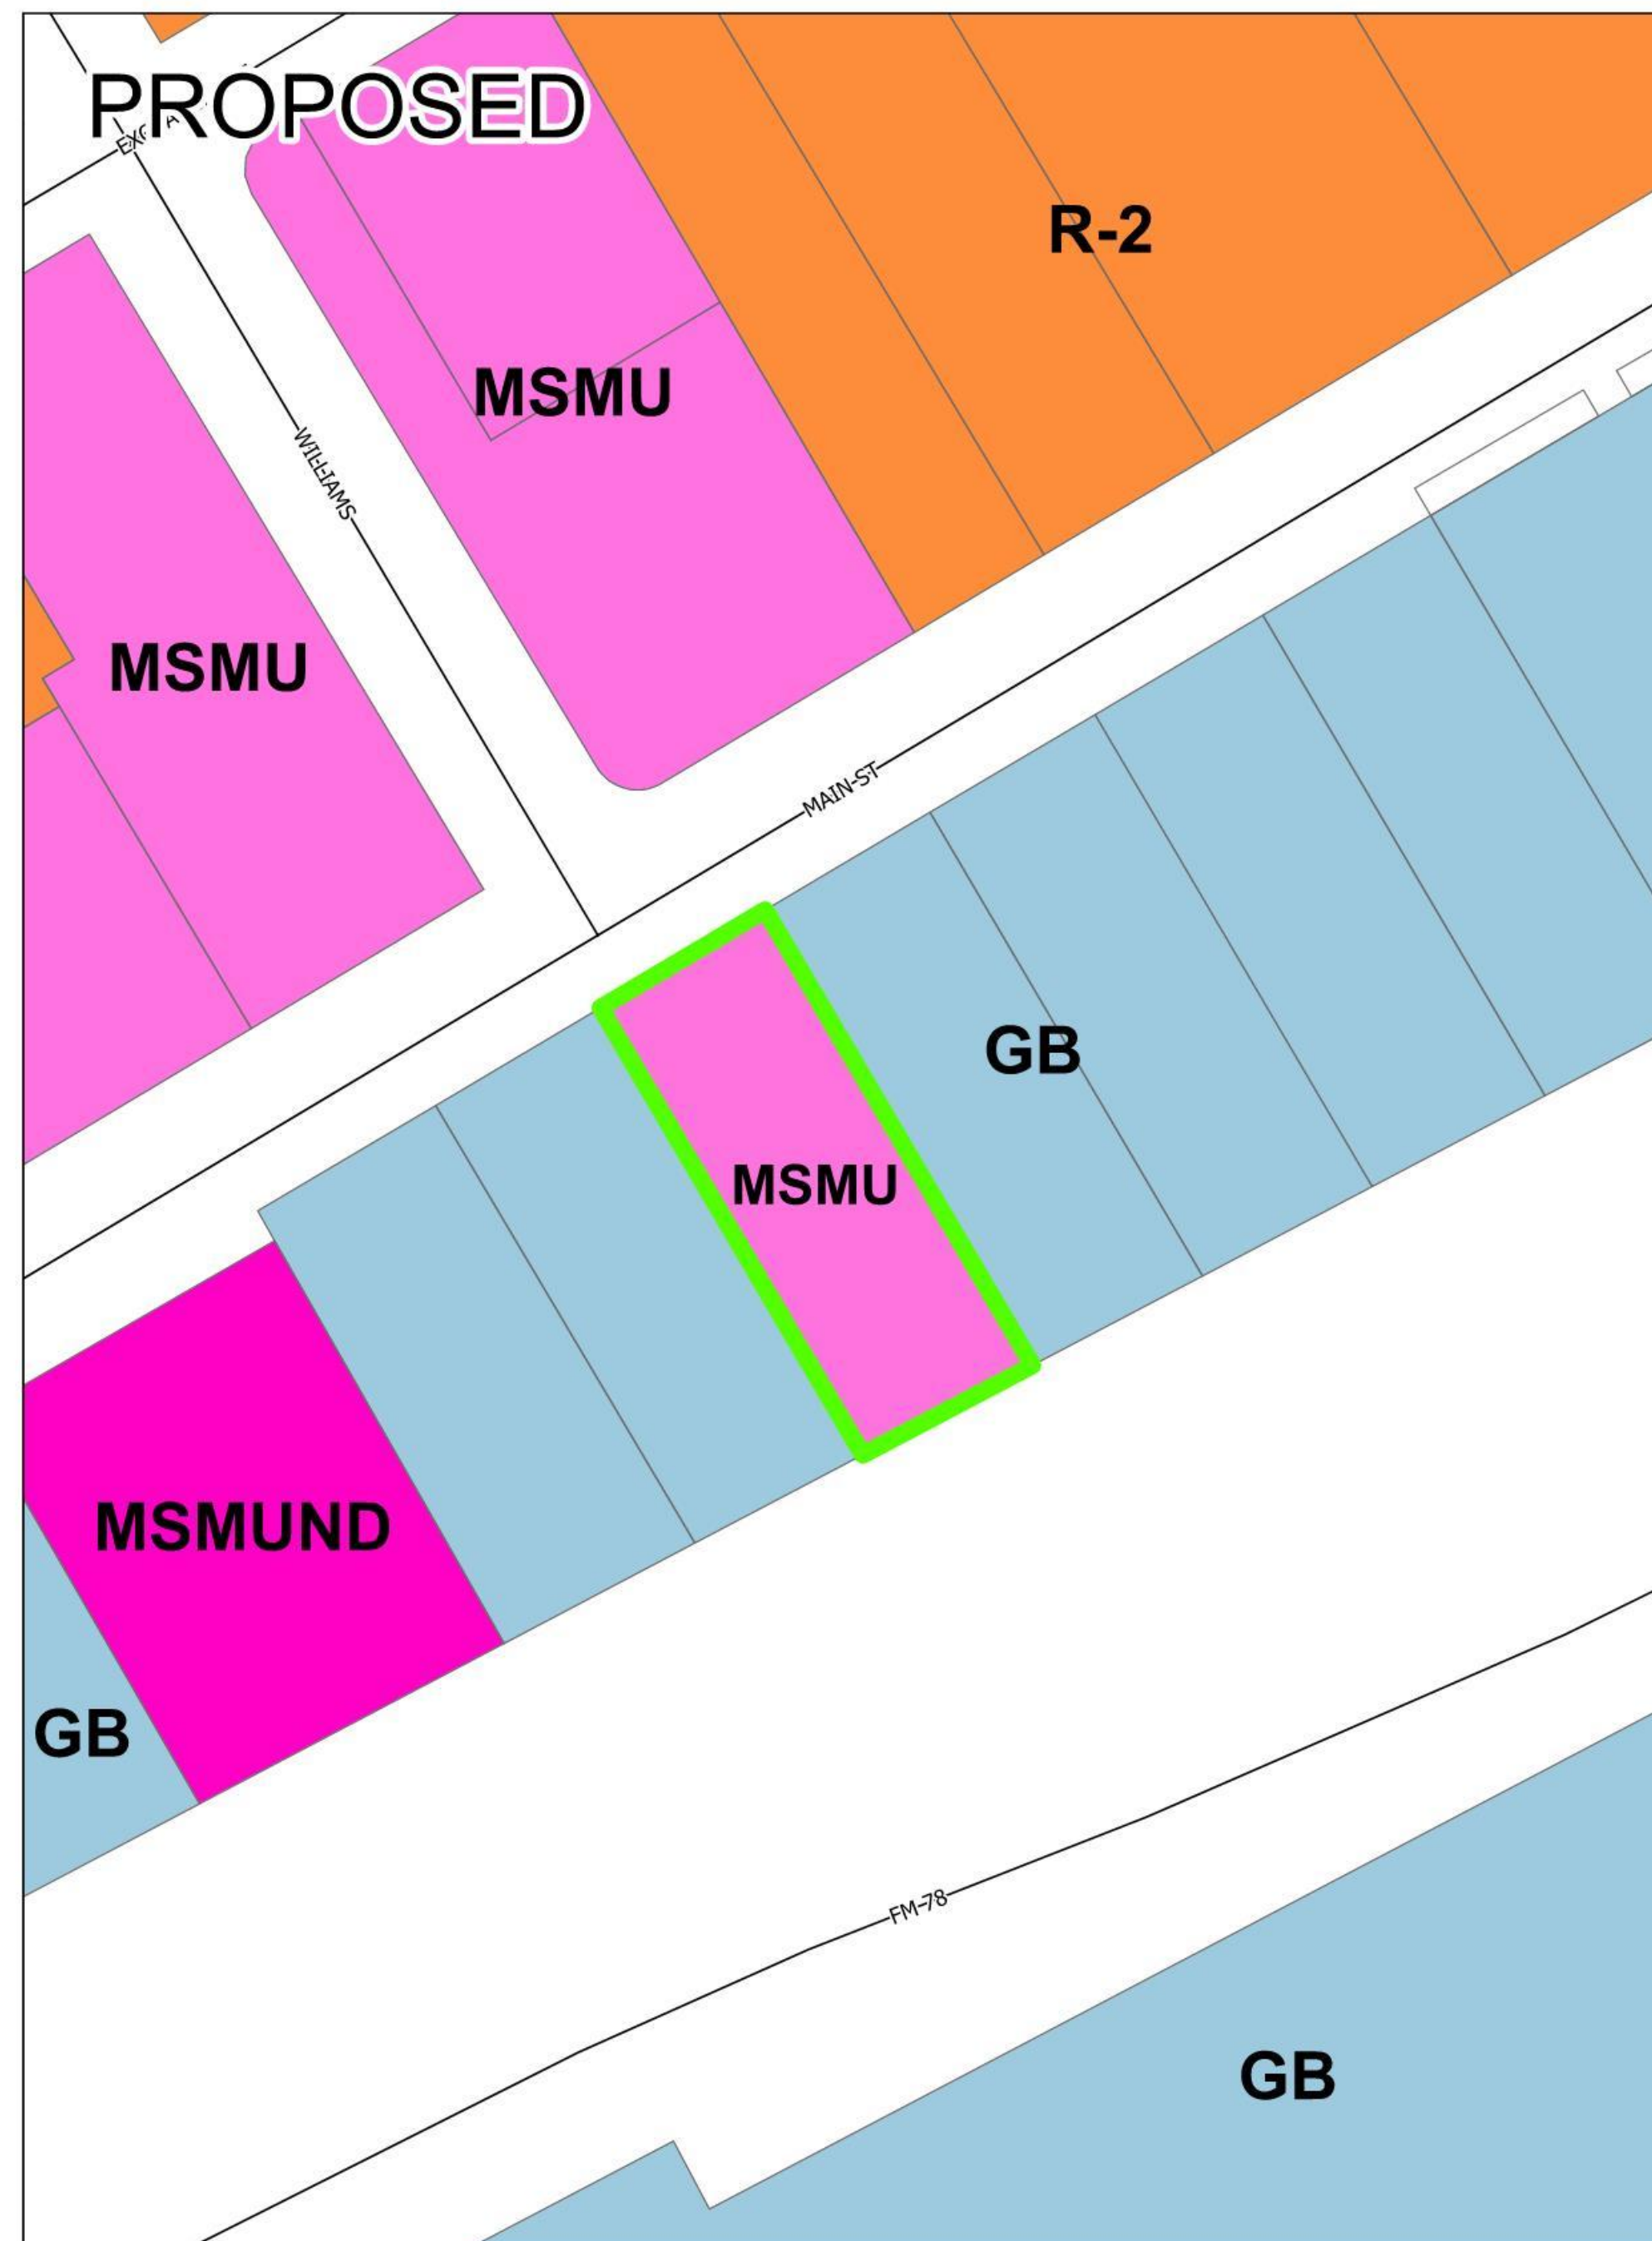 PROPOSED
R-2
MSMU
WILLIAMS
MSMU
MAIN-ST
GB
MSMU
MSMUND
GB
FM-78
GB